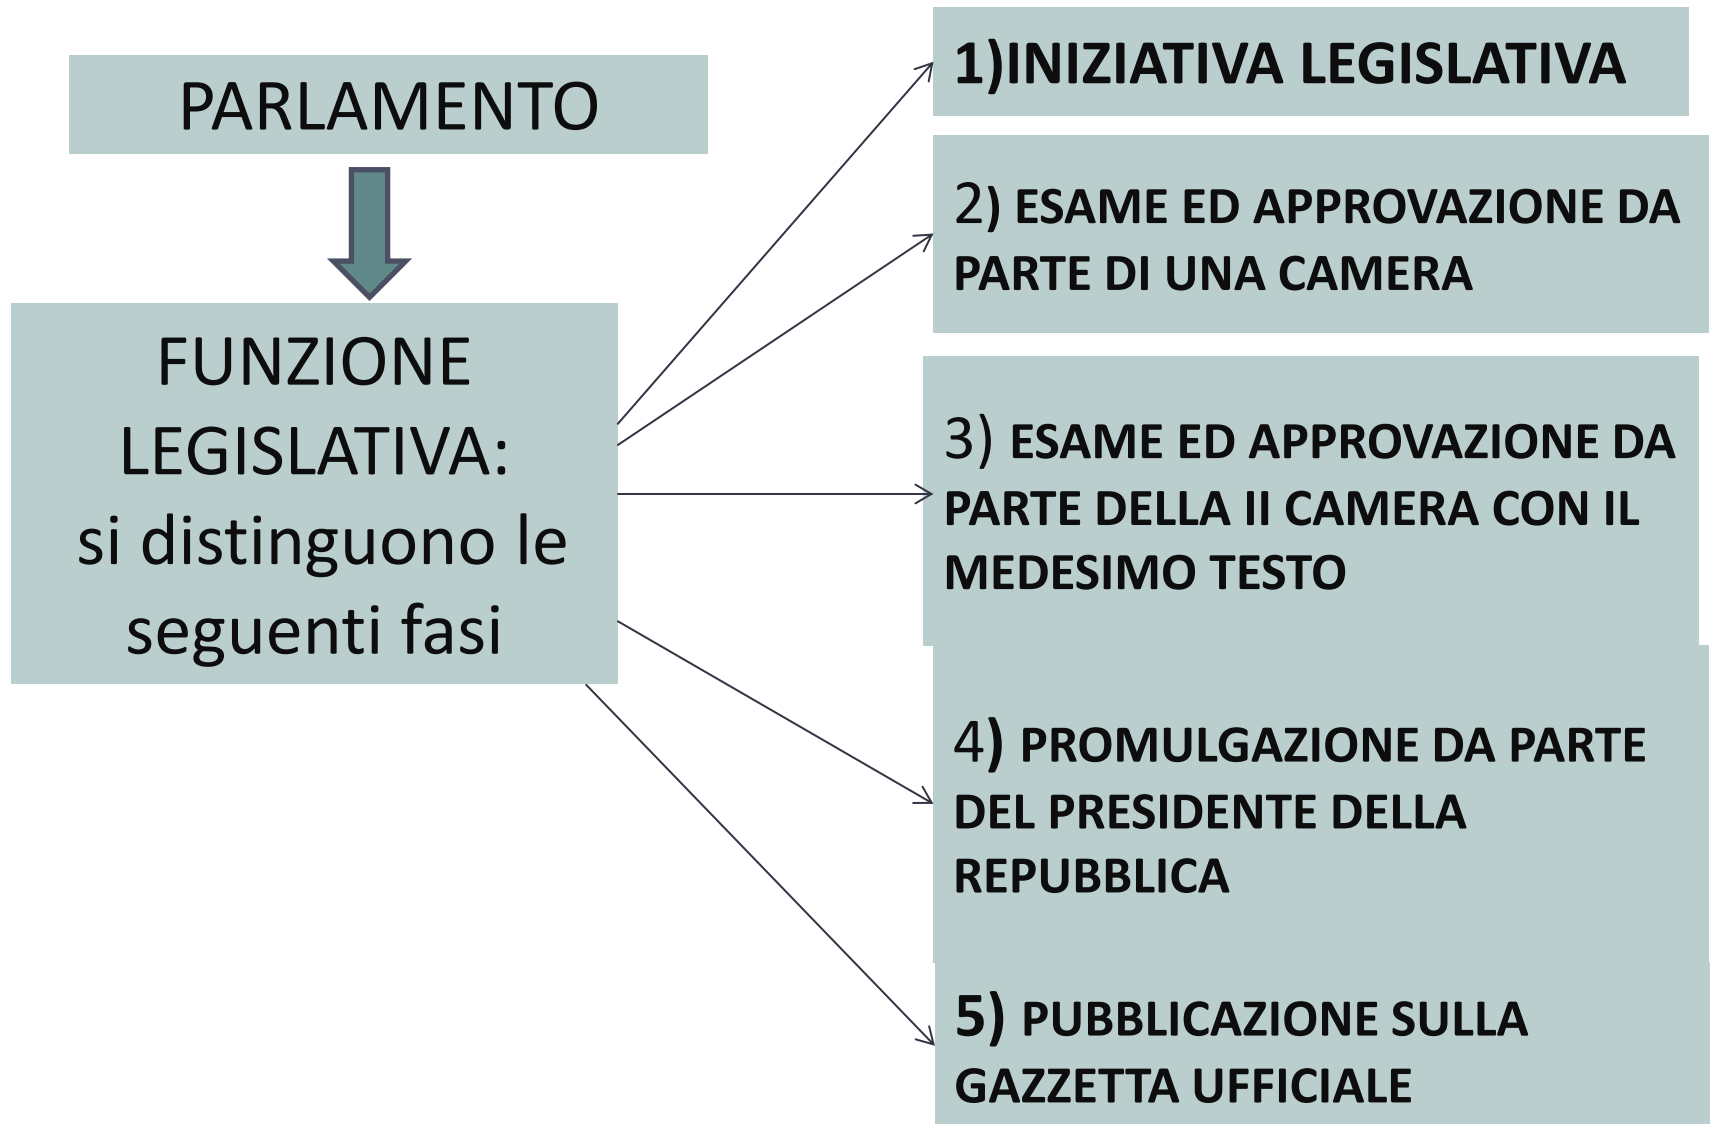 PARLAMENTO
FUNZIONE
LEGISLATIVA:
si distinguono le
seguenti fasi
1)INIZIATIVA LEGISLATIVA
2) ESAME ED APPROVAZIONE DA
PARTE DI UNA CAMERA
3) ESAME ED APPROVAZIONE DA
PARTE DELLA II CAMERA CON IL
MEDESIMO TESTO
4) PROMULGAZIONE DA PARTE
DEL PRESIDENTE DELLA
REPUBBLICA
5) PUBBLICAZIONE SULLA
GAZZETTA UFFICIALE